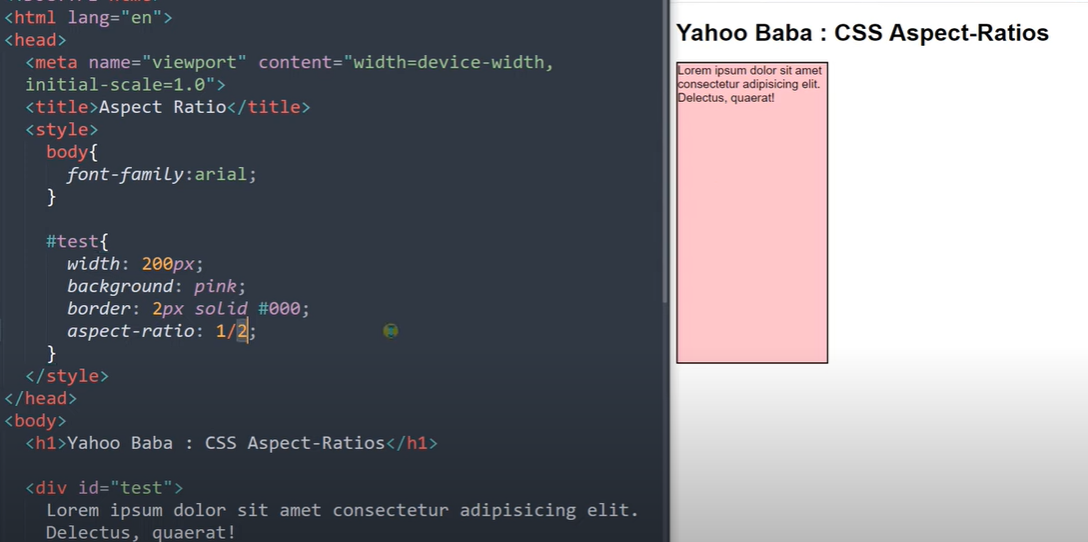 <html lang="en">
<head>
<meta name="viewport" content="width=device-width,
initial-scale=1.0">
<title>Aspect Ratio</title>
<style>
body{
font-family:arial;
}
#test{
width: 200px;
background: pink;
border: 2px solid #000;
aspect-ratio: 1/2;
}
</style>
</head>
<body>
<h1>Yahoo Baba : CSS Aspect-Ratios</h1>
<div id="test">
Lorem ipsum dolor sit amet consectetur adipisicing elit.
Delectus, quaerat!
Yahoo Baba : CSS Aspect-Ratios
Lorem ipsum dolor sit amet
consectetur adipisicing elit.
Delectus, quaerat!